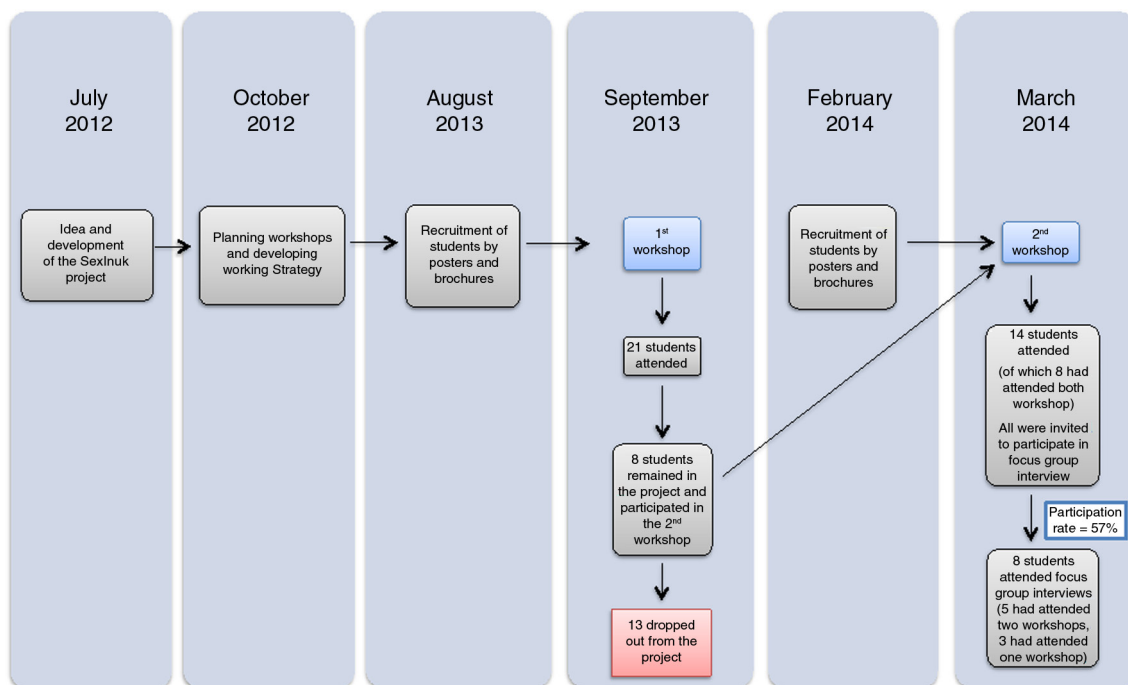 July
2012
Idea and
development
of the SexInuk
project
October
2012
Planning workshops
and developing
working Strategy
August
2013
Recruitment of
students by
posters and
brochures
September
2013
1st
workshop
21 students
attended
8 students
remained in
the project and
participated in
the 2nd
workshop
13 dropped
out from the
project
February
2014
Recruitment of
students by
posters and
brochures
March
2014
2nd
workshop
14 students
attended
(of which 8 had
attended both
workshop)
All were invited
to participate in
focus group
interview
Participation
rate = 57%
8 students
attended focus
group interviews
(5 had attended
two workshops,
3 had attended
one workshop)